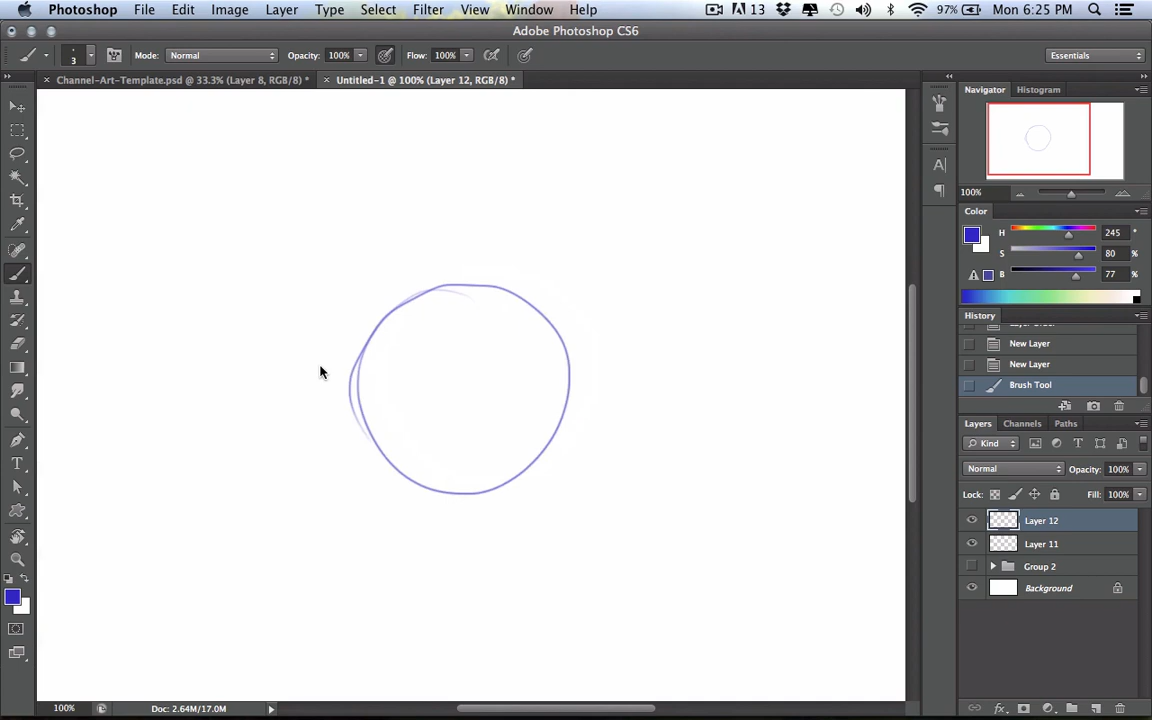 Photoshop File Edit Image Layer Type Select Filter View Window Help 13 97% Mon 6:25 PM
Adobe Photoshop CS6
3 Mode: Normal Opacity: 100% Flow: 100% Essentials
× Channel-Art-Template.psd @ 33.3% (Layer 8, RGB/8) * × Untitled-1 @ 100% (Layer 12, RGB/8) *
Navigator Histogram
100%
Color
H 245 °
S 80 %
B 77 %
History
New Layer
New Layer
Brush Tool
Layers Channels Paths
Kind
Normal Opacity: 100%
Lock: Fill: 100%
Layer 12
Layer 11
Group 2
Background
100% Doc: 2.64M/17.0M